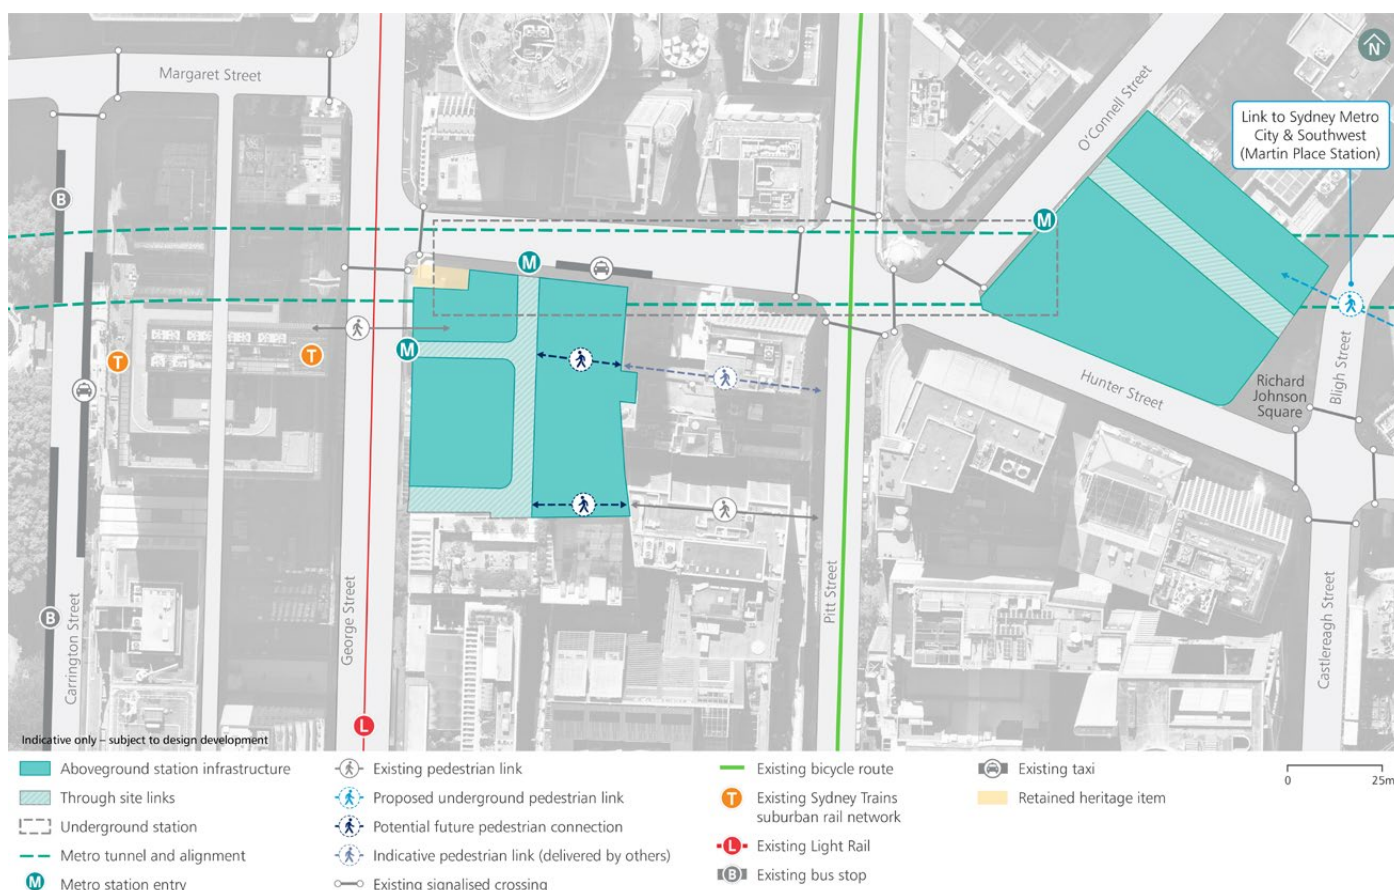 Margaret Street
O'Connell Street
N
Link to Sydney Metro
City & Southwest
(Martin Place Station)
B
M
M
M
T
T
Hunter Street
Richard
Johnson
Square
Bligh Street
B
Carrington Street
George Street
Pitt Street
Castlereagh Street
L
Indicative only – subject to design development
Aboveground station infrastructure
Through site links
Underground station
Metro tunnel and alignment
M Metro station entry
Existing pedestrian link
Proposed underground pedestrian link
Potential future pedestrian connection
Indicative pedestrian link (delivered by others)
Existing signalised crossing
Existing bicycle route
T Existing Sydney Trains
suburban rail network
L Existing Light Rail
B Existing bus stop
Existing taxi
Retained heritage item
0 25m